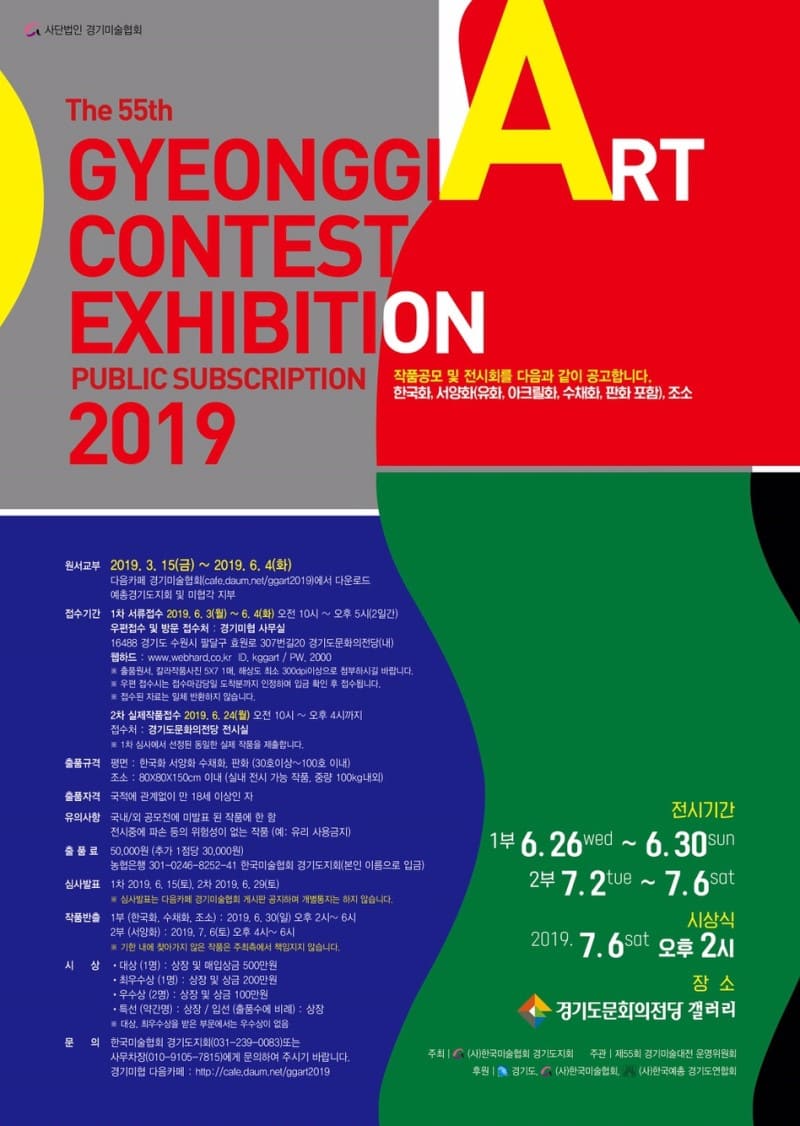 사단법인 경기미술협회
The 55th
GYEONGGI ART
CONTEST
EXHIBITION
PUBLIC SUBSCRIPTION
2019
작품공모 및 전시회를 다음과 같이 공고합니다.
한국화, 서양화(유화, 아크릴화, 수채화, 판화 포함), 조소
원서교부 2019. 3. 15(금) ~ 2019. 6. 4(화)
다음카페 경기미술협회(cafe.daum.net/ggart2019)에서 다운로드
예총경기도지회 및 미협각 지부
접수기간 1차 서류접수 2019. 6. 3(월) ~ 6. 4(화) 오전 10시 ~ 오후 5시(2일간)
우편접수 및 방문 접수처 : 경기미협 사무실
16488 경기도 수원시 팔달구 효원로 307번길20 경기도문화의전당(내)
웹하드 : www.webhard.co.kr ID. kggart / PW. 2000
※ 출품원서, 칼라작품사진 5X7 1매, 해상도 최소 300dpi이상으로 첨부하시길 바랍니다.
※ 우편 접수시는 접수마감당일 도착분까지 인정하며 입금 확인 후 접수됩니다.
※ 접수된 자료는 일체 반환하지 않습니다.
2차 실제작품접수 2019. 6. 24(월) 오전 10시 ~ 오후 4시까지
접수처 : 경기도문화의전당 전시실
※ 1차 심사에서 선정된 동일한 실제 작품을 제출합니다.
출품규격 평면 : 한국화 서양화 수채화, 판화 (30호이상~100호 이내)
조소 : 80X80X150cm 이내 (실내 전시 가능 작품, 중량 100kg내외)
출품자격 국적에 관계없이 만 18세 이상인 자
유의사항 국내/외 공모전에 미발표 된 작품에 한 함
전시중에 파손 등의 위험성이 없는 작품 (예: 유리 사용금지)
출 품 료 50,000원 (추가 1점당 30,000원)
농협은행 301-0246-8252-41 한국미술협회 경기도지회(본인 이름으로 입금)
심사발표 1차 2019. 6. 15(토), 2차 2019. 6. 29(토)
※ 심사발표는 다음카페 경기미술협회 게시판 공지하며 개별통지는 하지 않습니다.
작품반출 1부 (한국화, 수채화, 조소) : 2019. 6. 30(일) 오후 2시~ 6시
2부 (서양화) : 2019. 7. 6(토) 오후 4시~ 6시
※ 기한 내에 찾아가지 않은 작품은 주최측에서 책임지지 않습니다.
시 상 • 대상 (1명) : 상장 및 매입상금 500만원
• 최우수상 (1명) : 상장 및 상금 200만원
• 우수상 (2명) : 상장 및 상금 100만원
• 특선 (약간명) : 상장 / 입선 (출품수에 비례) : 상장
※ 대상, 최우수상을 받은 부문에서는 우수상이 없음
문 의 한국미술협회 경기도지회(031-239-0083)또는
사무차장(010-9105-7815)에게 문의하여 주시기 바랍니다.
경기미협 다음카페 : http://cafe.daum.net/ggart2019
전시기간
1부 6. 26wed ~ 6. 30sun
2부 7. 2tue ~ 7. 6sat
시상식
2019. 7. 6sat 오후 2시
장 소
경기도문화의전당 갤러리
주최 | (사)한국미술협회 경기도지회 주관 | 제55회 경기미술대전 운영위원회
후원 | 경기도, (사)한국미술협회, (사)한국예총 경기도연합회